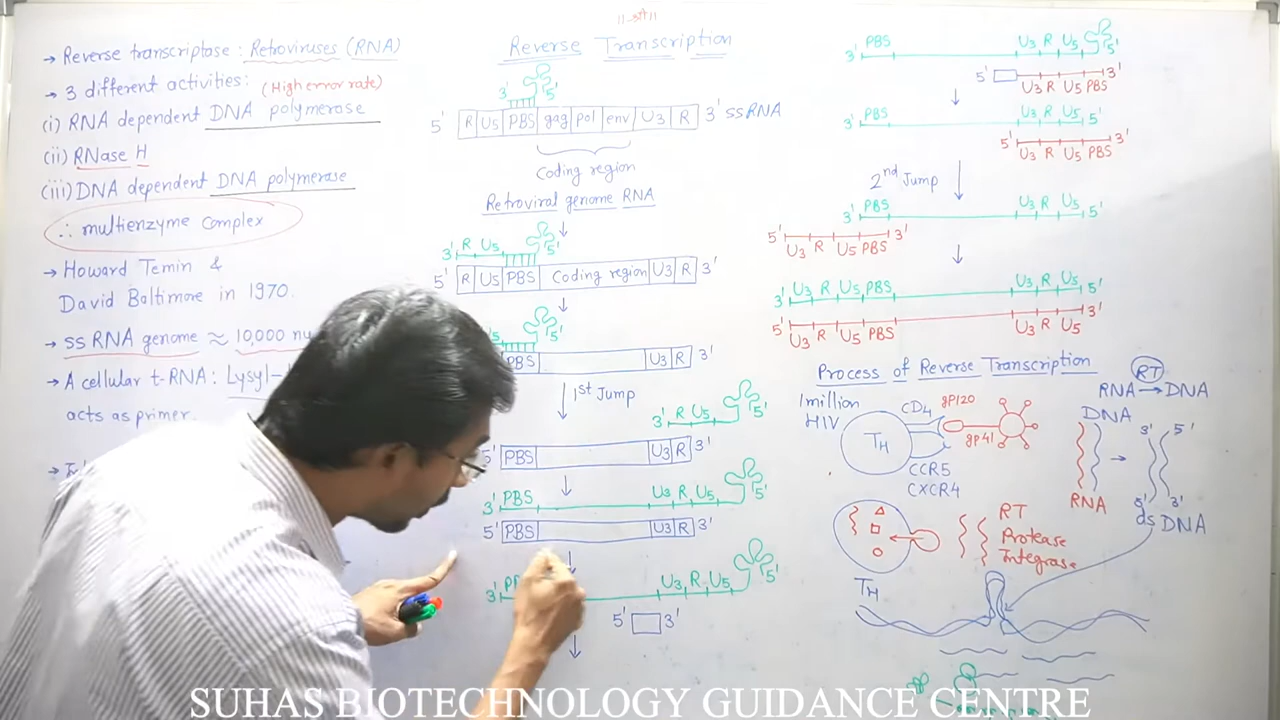 ॥श्री॥
→ Reverse transcriptase : Retroviruses (RNA)
→ 3 different activities: (High error rate)
(i) RNA dependent DNA polymerase
(ii) RNase H
(iii) DNA dependent DNA polymerase
∴ multienzyme complex
→ Howard Temin &
David Baltimore in 1970.
→ ss RNA genome ≈ 10,000 nu
→ A cellular t-RNA : Lysyl-
acts as primer.
Reverse Transcription
3' 5'
5' R U5 PBS gag pol env U3 R 3' ssRNA
Coding region
Retroviral genome RNA
3' R U5 5'
5' R U5 PBS Coding region U3 R 3'
5'
PBS U3 R 3'
1st Jump
3' R U5 5'
5' PBS U3 R 3'
3' PBS U3 R U5 5'
5' PBS U3 R 3'
3' U3 R U5 5'
5' 3'
3' PBS U3 R U5 5'
5' 3'
U3 R U5 PBS
3' PBS U3 R U5 5'
5' 3'
U3 R U5 PBS
2nd Jump
3' PBS U3 R U5 5'
5' 3'
U3 R U5 PBS
3' U3 R U5 PBS U3 R U5 5'
5' U3 R U5 PBS U3 R U5 3'
Process of Reverse Transcription
RT
RNA → DNA
1 million
HIV
TH
CD4
gp120
gp41
CCR5
CXCR4
DNA
RNA
3' 5'
5' 3'
ds DNA
RT
Protease
Integrase
TH
SUHAS BIOTECHNOLOGY GUIDANCE CENTRE